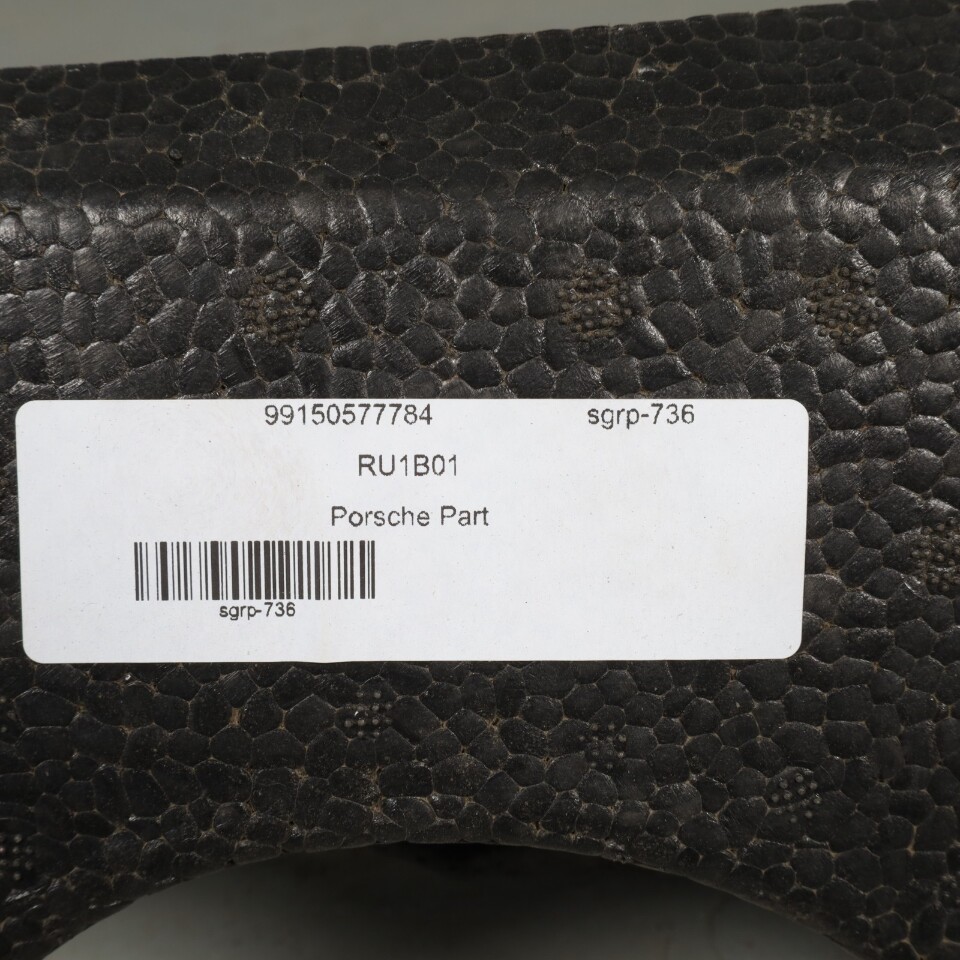 99150577784 sgrp-736
RU1B01
Porsche Part
sgrp-736